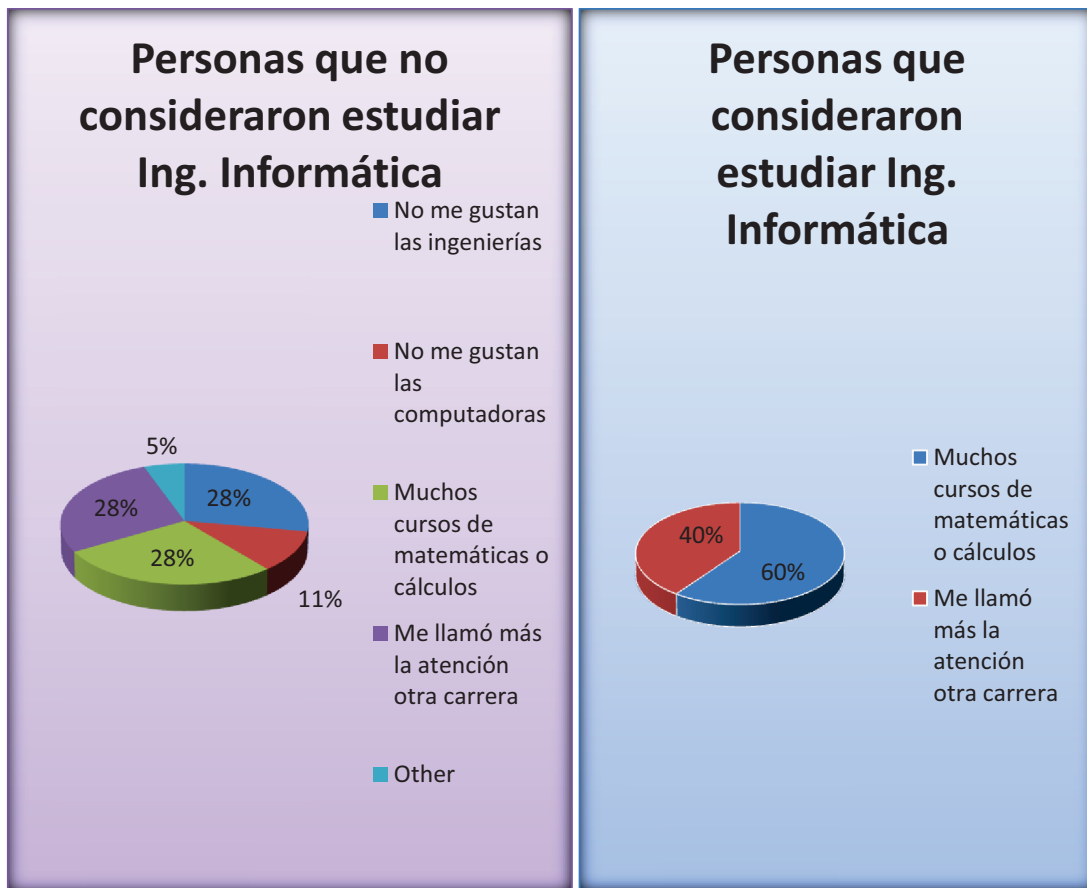 Personas que no
consideraron estudiar
Ing. Informática
No me gustan
las ingenierías
No me gustan
las
computadoras
Muchos
cursos de
matemáticas o
cálculos
Me llamó más
la atención
otra carrera
Other
5%
28%
28%
28%
11%
Personas que
consideraron
estudiar Ing.
Informática
Muchos
cursos de
matemáticas
o cálculos
Me llamó
más la
atención
otra carrera
40%
60%